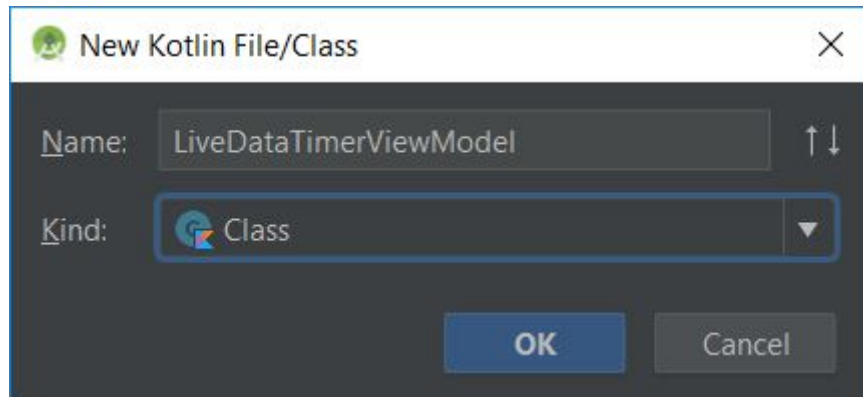 New Kotlin File/Class
Name: LiveDataTimerViewModel
Kind: Class
OK Cancel